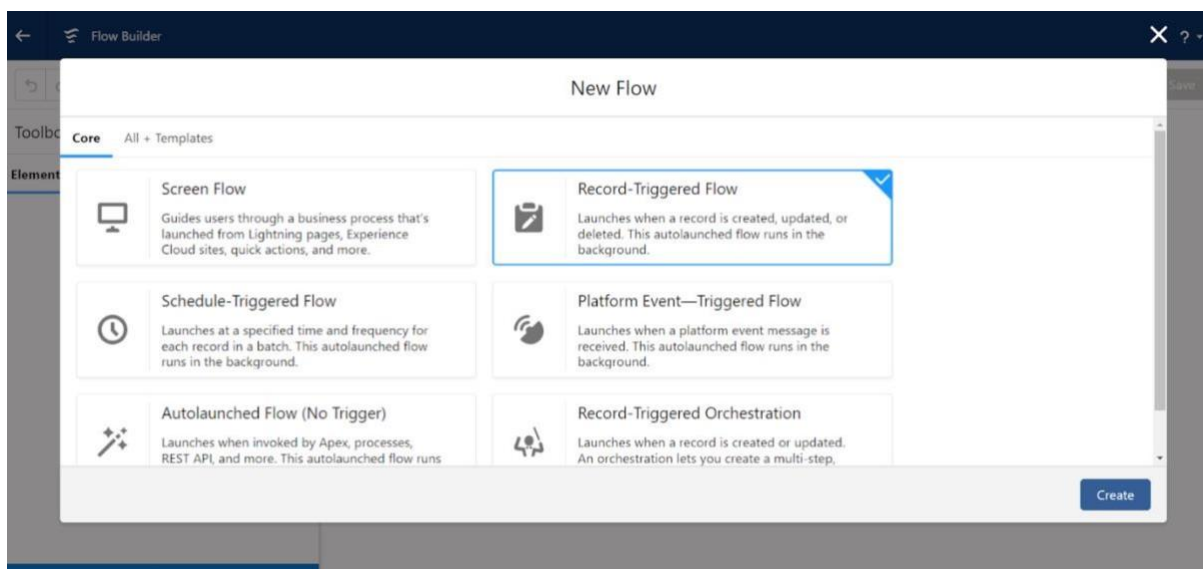 Flow Builder
?
Save
New Flow
Toolbo
Core All + Templates
Element
Screen Flow
Guides users through a business process that's
launched from Lightning pages, Experience
Cloud sites, quick actions, and more.
Record-Triggered Flow
Launches when a record is created, updated, or
deleted. This autolaunched flow runs in the
background.
Schedule-Triggered Flow
Launches at a specified time and frequency for
each record in a batch. This autolaunched flow
runs in the background.
Platform Event—Triggered Flow
Launches when a platform event message is
received. This autolaunched flow runs in the
background.
Autolaunched Flow (No Trigger)
Launches when invoked by Apex, processes,
REST API, and more. This autolaunched flow runs
Record-Triggered Orchestration
Launches when a record is created or updated.
An orchestration lets you create a multi-step,
Create